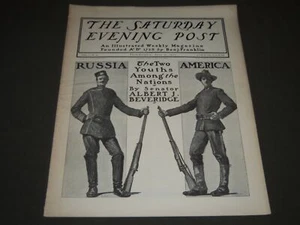 THE SATURDAY
EVENING POST
An Illustrated Weekly Magazine
Founded A° D! 1728 by Benj. Franklin
RUSSIA
The Two
Youths
Among the
Nations
By Senator
ALBERT J.
BEVERIDGE
AMERICA